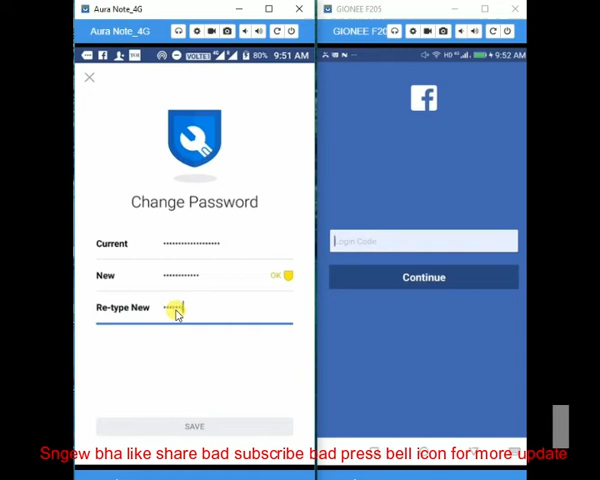 Aura Note_4G
Aura Note_4G
VOLTE 80% 9:51 AM
Change Password
Current
New OK
Re-type New
SAVE
GIONEE F205
GIONEE F20
HD 9:52 AM
Login Code
Continue
Sngew bha like share bad subscribe bad press bell icon for more update